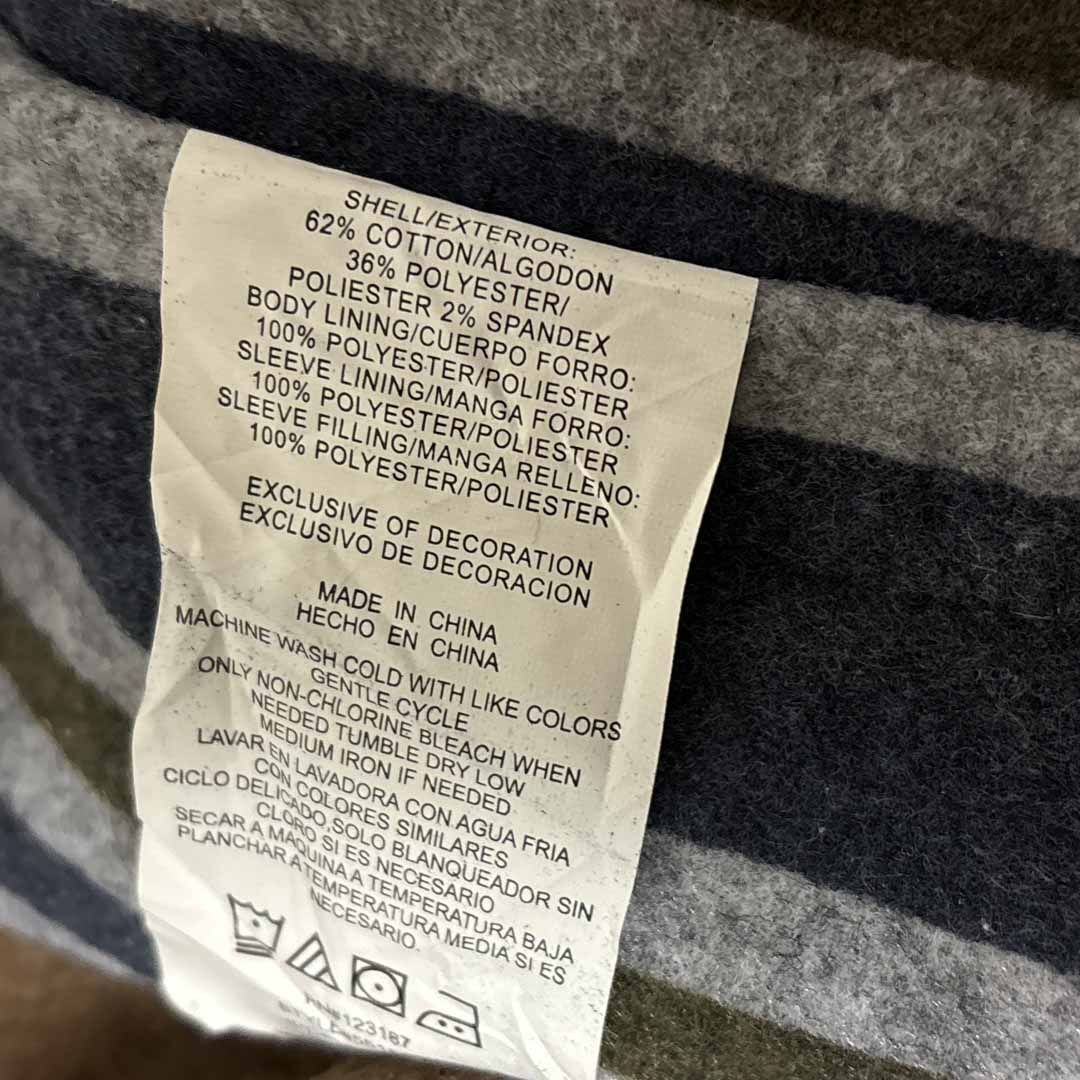 SHELL/EXTERIOR:
62% COTTON/ALGODON
36% POLYESTER/
POLIESTER 2% SPANDEX
BODY LINING/CUERPO FORRO:
100% POLYESTER/POLIESTER
SLEEVE LINING/MANGA FORRO:
100% POLYESTER/POLIESTER
SLEEVE FILLING/MANGA RELLENO:
100% POLYESTER/POLIESTER
EXCLUSIVE OF DECORATION
EXCLUSIVO DE DECORACION
MADE IN CHINA
HECHO EN CHINA
MACHINE WASH COLD WITH LIKE COLORS
GENTLE CYCLE
ONLY NON-CHLORINE BLEACH WHEN
NEEDED TUMBLE DRY LOW
MEDIUM IRON IF NEEDED
LAVAR EN LAVADORA CON AGUA FRIA
CON COLORES SIMILARES
CICLO DELICADO,SOLO BLANQUEADOR SIN
CLORO SI ES NECESARIO
SECAR A MAQUINA A TEMPERATURA BAJA
PLANCHAR A TEMPERATURA MEDIA SI ES
NECESARIO.
RN#123187